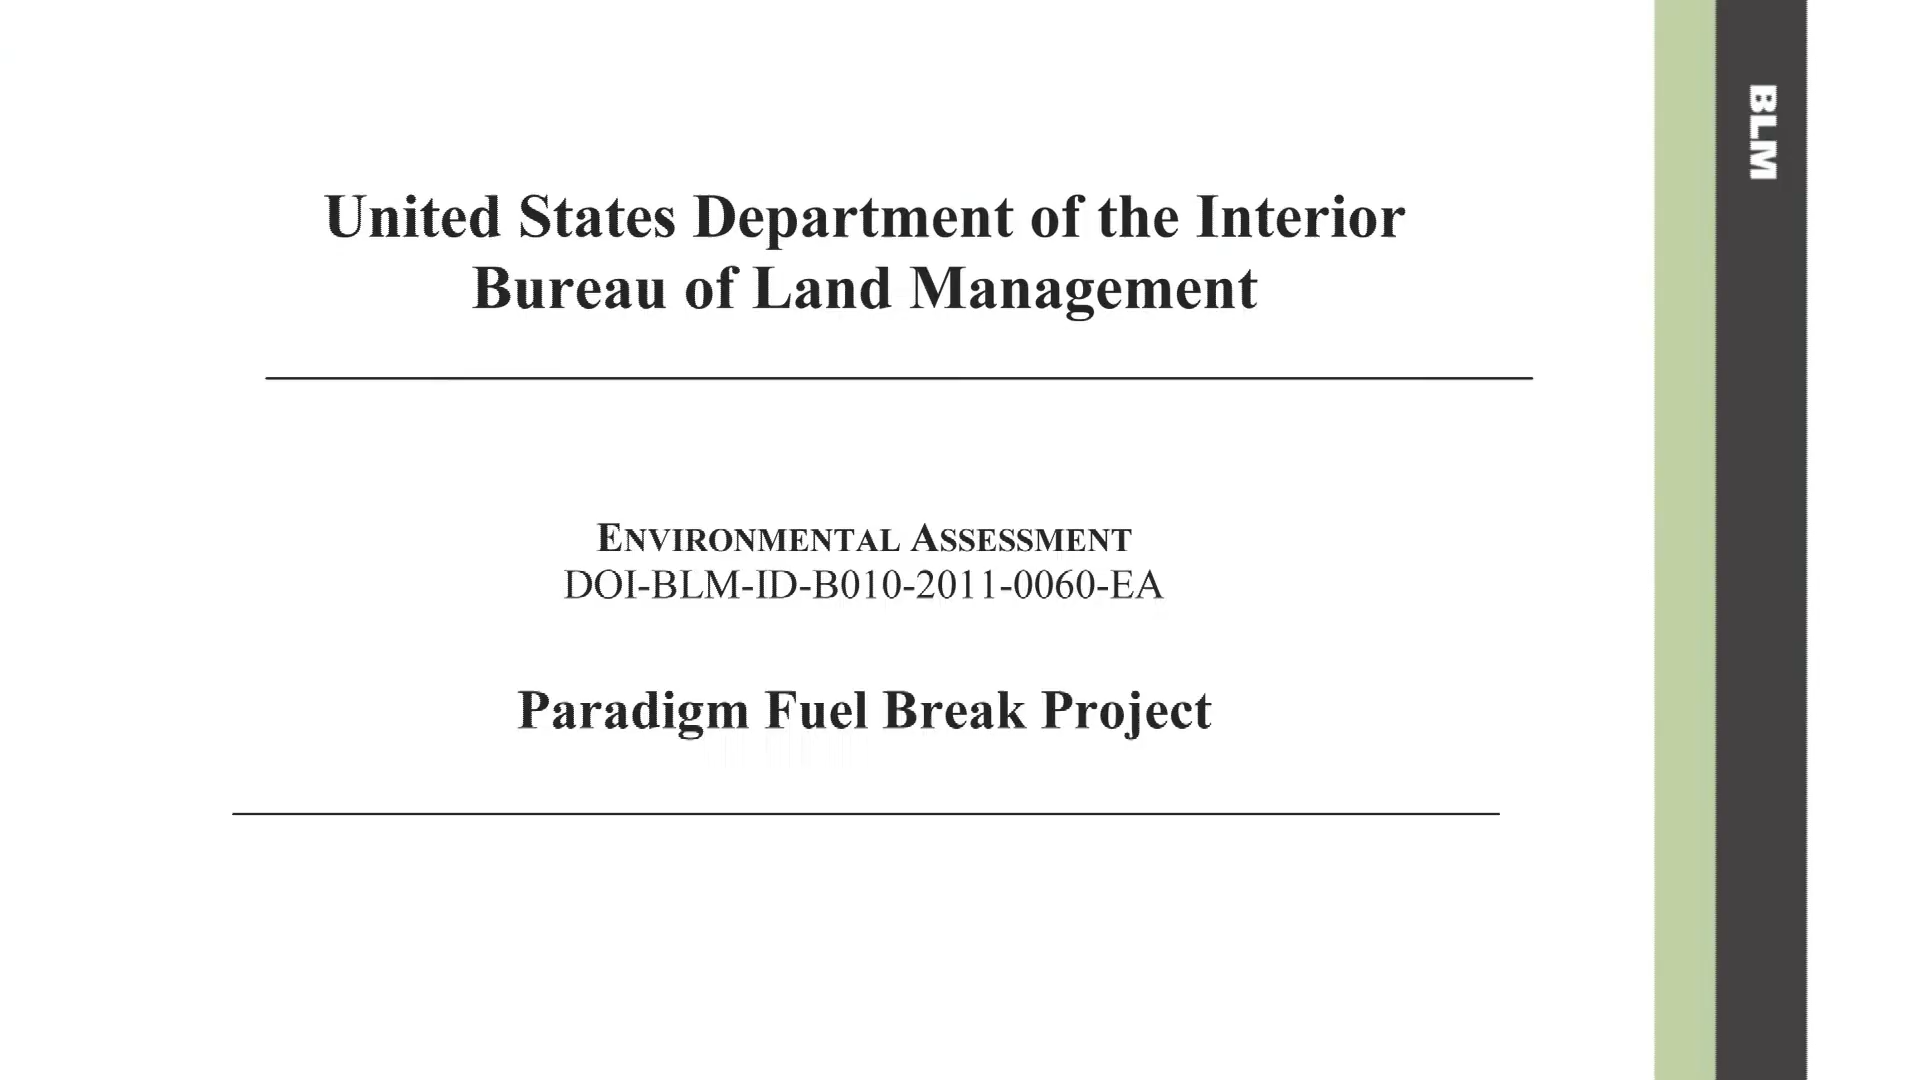 United States Department of the Interior
Bureau of Land Management
ENVIRONMENTAL ASSESSMENT
DOI-BLM-ID-B010-2011-0060-EA
Paradigm Fuel Break Project
BLM